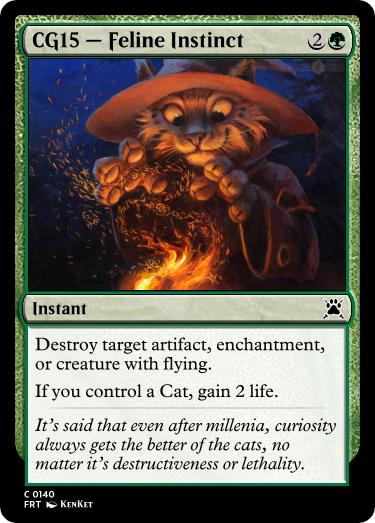 CG15 — Feline Instinct 2
Instant
Destroy target artifact, enchantment,
or creature with flying.
If you control a Cat, gain 2 life.
It's said that even after millenia, curiosity
always gets the better of the cats, no
matter it's destructiveness or lethality.
C 0140
FRT KenKet